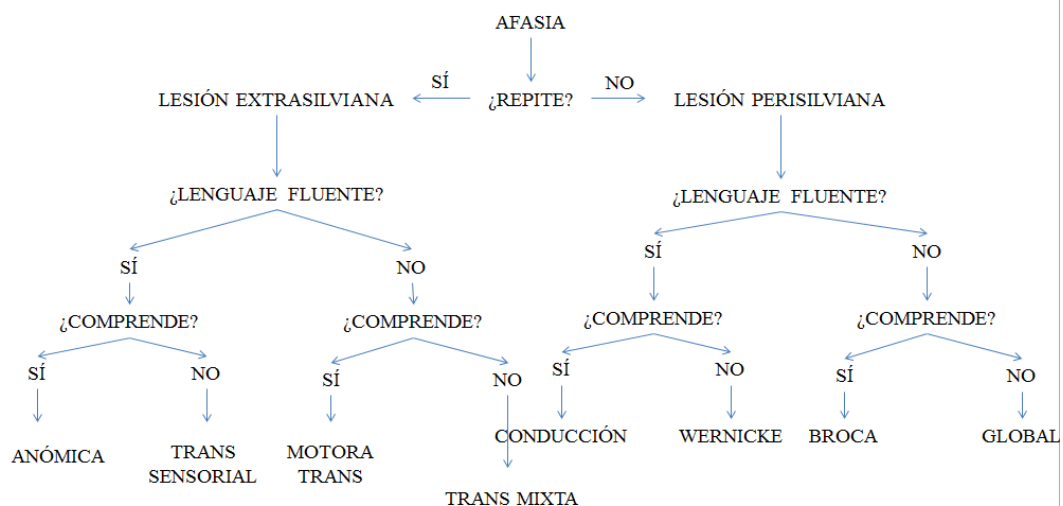 AFASIA
SÍ
NO
LESIÓN EXTRASILVIANA
¿REPITE?
LESIÓN PERISILVIANA
¿LENGUAJE FLUENTE?
¿LENGUAJE FLUENTE?
SÍ
NO
SÍ
NO
¿COMPRENDE?
¿COMPRENDE?
¿COMPRENDE?
¿COMPRENDE?
SÍ
NO
SÍ
NO
SÍ
NO
SÍ
NO
ANÓMICA
TRANS
SENSORIAL
MOTORA
TRANS
TRANS MIXTA
CONDUCCIÓN
WERNICKE
BROCA
GLOBAL